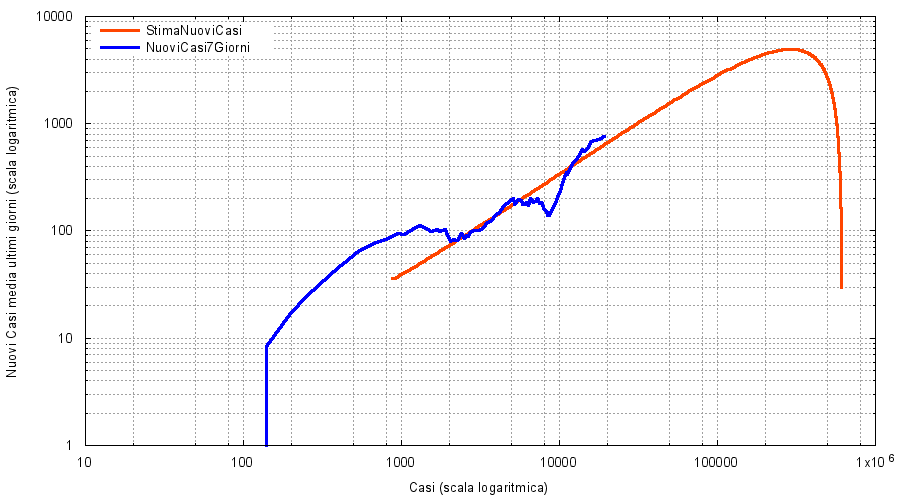 10000
StimaNuoviCasi
NuoviCasi7Giorni
1000
100
10
1
Nuovi Casi media ultimi giorni (scala logaritmica)
10 100 1000 10000 100000 1x10 6
Casi (scala logaritmica)